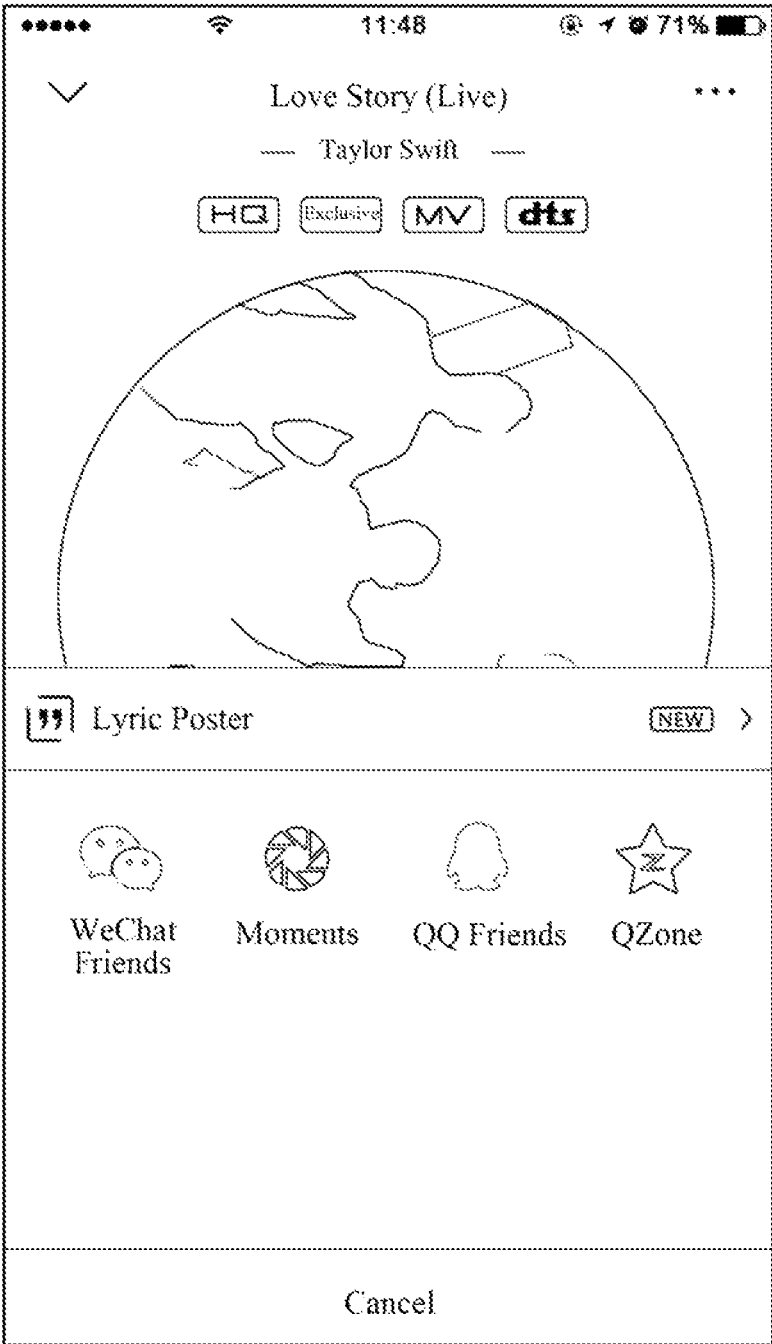 11:48 71%
Love Story (Live)
Taylor Swift
HQ Exclusive MV dts
Lyric Poster NEW
WeChat Friends
Moments
QQ Friends
QZone
Cancel